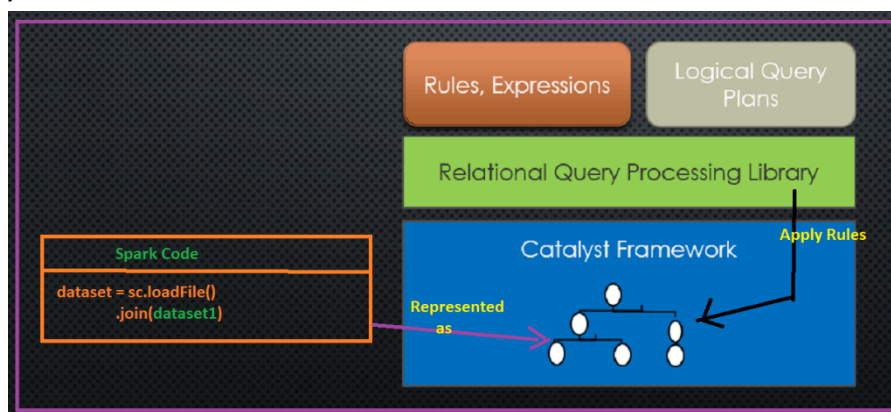 Rules, Expressions
Logical Query
Plans
Relational Query Processing Library
Spark Code
dataset = sc.loadFile()
.join(dataset1)
Catalyst Framework
Apply Rules
Represented
as